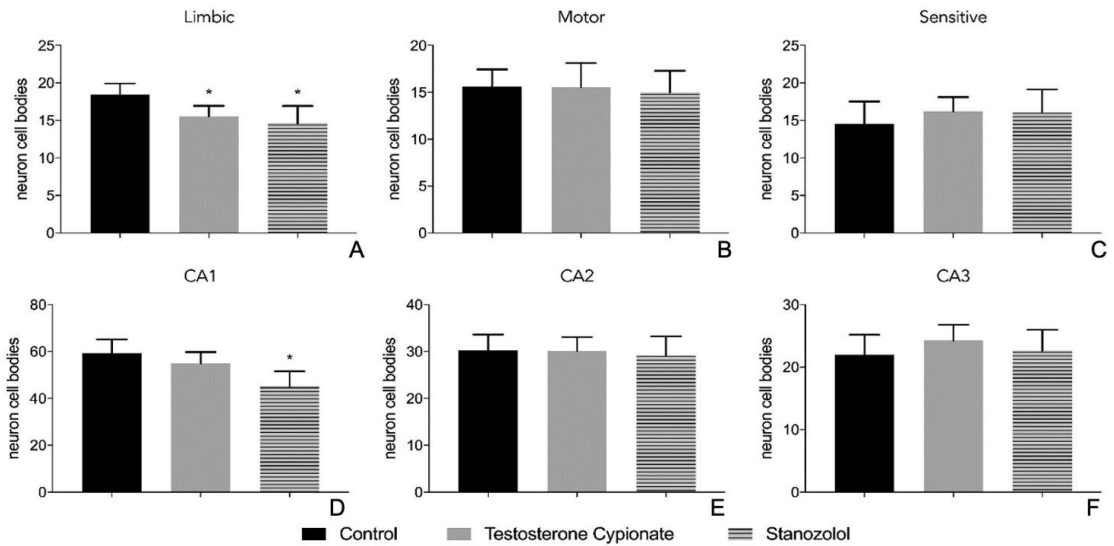 Limbic
Motor
Sensitive
25
20
15
10
5
0
neuron cell bodies
* *
A
20
15
10
5
0
neuron cell bodies
B
25
20
15
10
5
0
neuron cell bodies
C
CA1
CA2
CA3
80
60
40
20
0
neuron cell bodies
*
D
40
30
20
10
0
neuron cell bodies
E
30
20
10
0
neuron cell bodies
F
Control Testosterone Cypionate Stanozolol